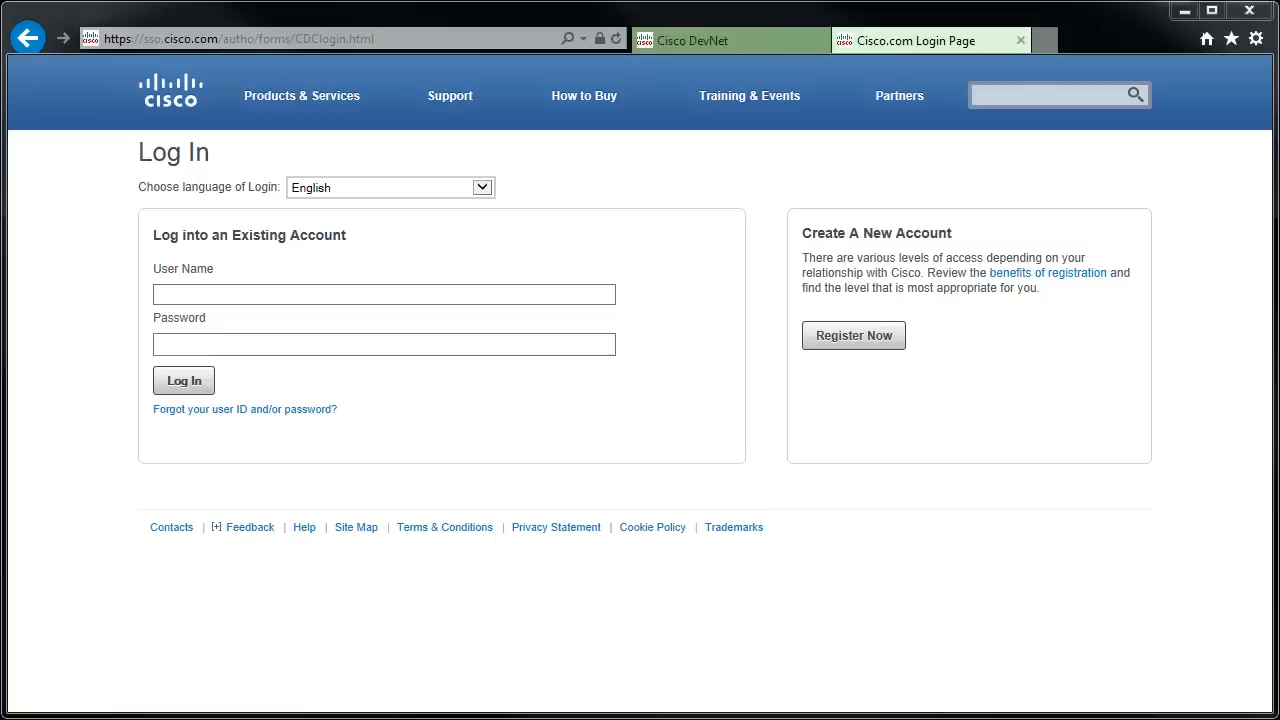 https://sso.cisco.com/autho/forms/CDClogin.html
Cisco DevNet
Cisco.com Login Page
CISCO
Products & Services
Support
How to Buy
Training & Events
Partners
Log In
Choose language of Login: English
Log into an Existing Account
User Name
Password
Log In
Forgot your user ID and/or password?
Create A New Account
There are various levels of access depending on your
relationship with Cisco. Review the benefits of registration and
find the level that is most appropriate for you.
Register Now
Contacts | [+] Feedback | Help | Site Map | Terms & Conditions | Privacy Statement | Cookie Policy | Trademarks